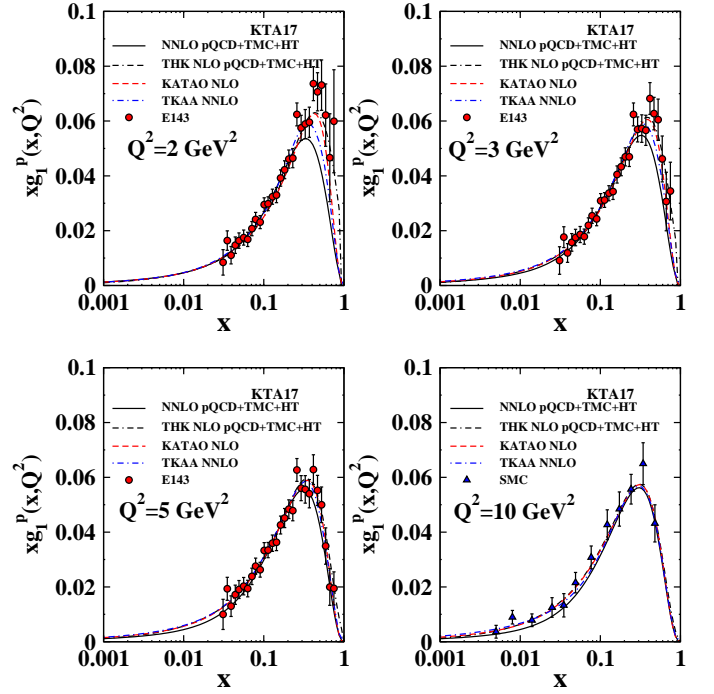 KTA17
NNLO pQCD+TMC+HT
THK NLO pQCD+TMC+HT
KATAO NLO
TKAA NNLO
E143
Q²=2 GeV²
xg₁ᵖ(x,Q²)
0.1
0.08
0.06
0.04
0.02
0
0.001 0.01 0.1 1
x
KTA17
NNLO pQCD+TMC+HT
THK NLO pQCD+TMC+HT
KATAO NLO
TKAA NNLO
E143
Q²=3 GeV²
xg₁ᵖ(x,Q²)
0.1
0.08
0.06
0.04
0.02
0
0.001 0.01 0.1 1
x
KTA17
NNLO pQCD+TMC+HT
THK NLO pQCD+TMC+HT
KATAO NLO
TKAA NNLO
E143
Q²=5 GeV²
xg₁ᵖ(x,Q²)
0.1
0.08
0.06
0.04
0.02
0
0.001 0.01 0.1 1
x
KTA17
NNLO pQCD+TMC+HT
THK NLO pQCD+TMC+HT
KATAO NLO
TKAA NNLO
SMC
Q²=10 GeV²
xg₁ᵖ(x,Q²)
0.1
0.08
0.06
0.04
0.02
0
0.001 0.01 0.1 1
x